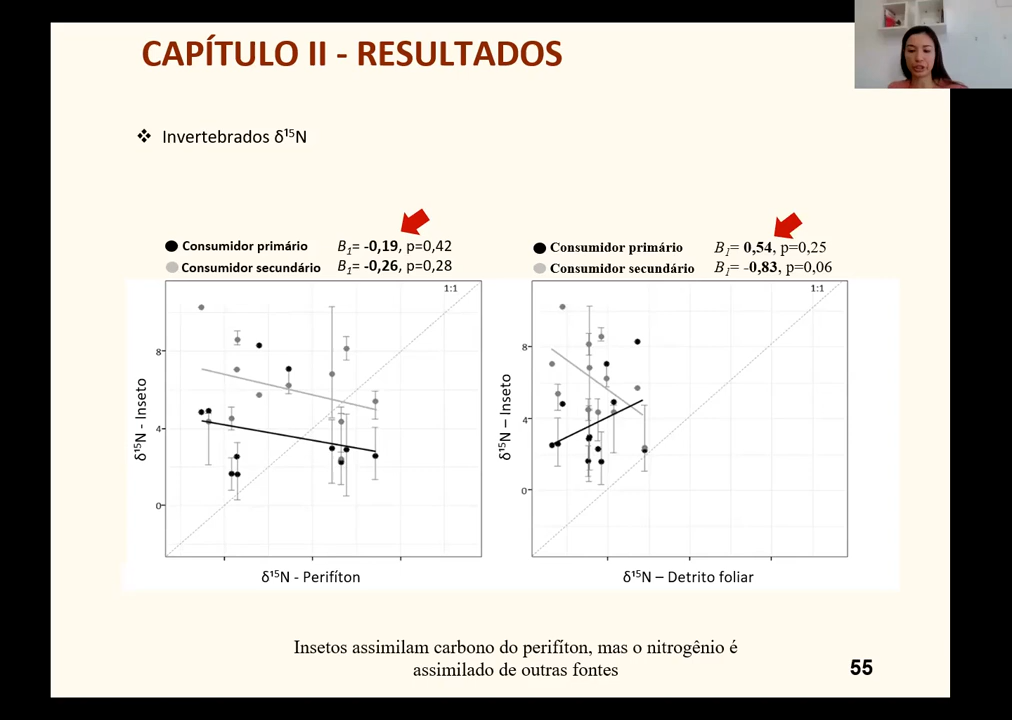 CAPÍTULO II - RESULTADOS
❖ Invertebrados δ¹⁵N
Consumidor primário B₁= -0,19, p=0,42
Consumidor secundário B₁= -0,26, p=0,28
Consumidor primário B₁= 0,54, p=0,25
Consumidor secundário B₁= -0,83, p=0,06
1:1
8
4
0
δ¹⁵N - Inseto
δ¹⁵N - Perifíton
1:1
8
4
0
δ¹⁵N – Inseto
δ¹⁵N – Detrito foliar
Insetos assimilam carbono do perifíton, mas o nitrogênio é
assimilado de outras fontes
55